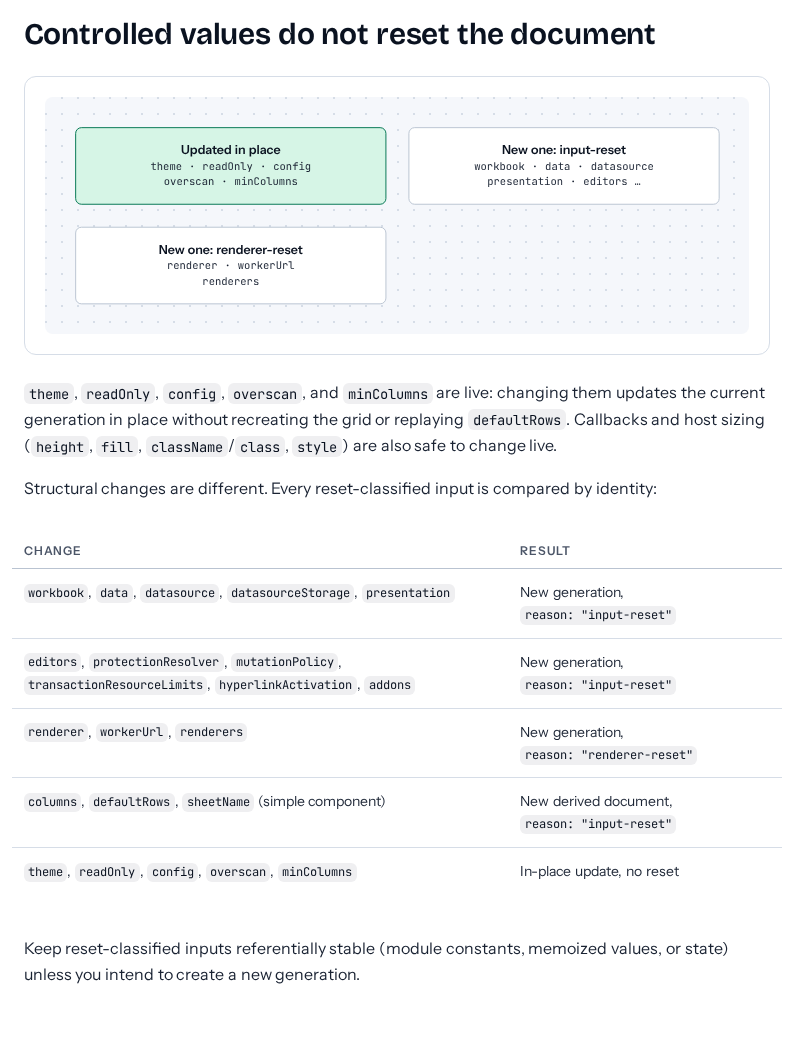 Controlled values do not reset the document
Updated in place
theme · readOnly · config
overscan · minColumns
New one: input-reset
workbook · data · datasource
presentation · editors …
New one: renderer-reset
renderer · workerUrl
renderers
theme, readOnly, config, overscan, and minColumns are live: changing them updates the current
generation in place without recreating the grid or replaying defaultRows. Callbacks and host sizing
(height, fill, className/class, style) are also safe to change live.
Structural changes are different. Every reset-classified input is compared by identity:
CHANGE RESULT
workbook, data, datasource, datasourceStorage, presentation New generation,
reason: "input-reset"
editors, protectionResolver, mutationPolicy, New generation,
transactionResourceLimits, hyperlinkActivation, addons reason: "input-reset"
renderer, workerUrl, renderers New generation,
reason: "renderer-reset"
columns, defaultRows, sheetName (simple component) New derived document,
reason: "input-reset"
theme, readOnly, config, overscan, minColumns In-place update, no reset
Keep reset-classified inputs referentially stable (module constants, memoized values, or state)
unless you intend to create a new generation.